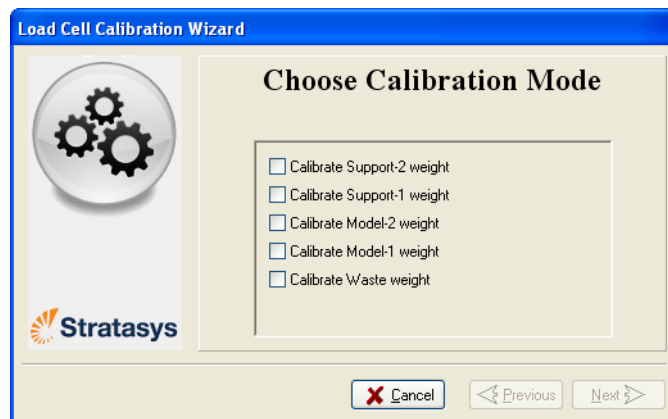 Load Cell Calibration Wizard
Choose Calibration Mode
Calibrate Support-2 weight
Calibrate Support-1 weight
Calibrate Model-2 weight
Calibrate Model-1 weight
Calibrate Waste weight
Stratasys
Cancel
Previous
Next